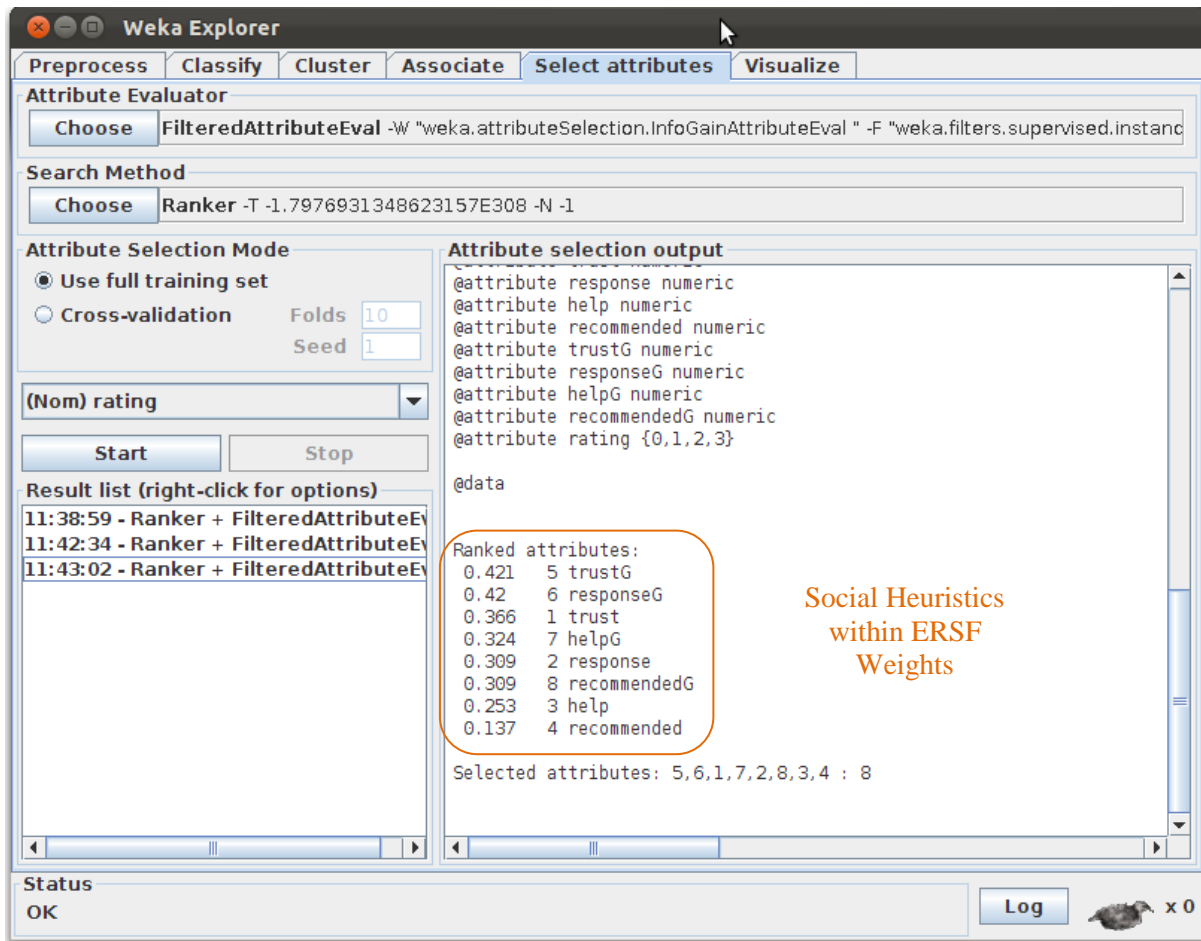 Weka Explorer
Preprocess Classify Cluster Associate Select attributes Visualize
Attribute Evaluator
Choose FilteredAttributeEval -W "weka.attributeSelection.InfoGainAttributeEval " -F "weka.filters.supervised.instanc
Search Method
Choose Ranker -T -1.7976931348623157E308 -N -1
Attribute Selection Mode
Use full training set
Cross-validation Folds 10
Seed 1
(Nom) rating
Start Stop
Result list (right-click for options)
11:38:59 - Ranker + FilteredAttributeEv
11:42:34 - Ranker + FilteredAttributeEv
11:43:02 - Ranker + FilteredAttributeEv
Attribute selection output
@attribute trust numeric
@attribute response numeric
@attribute help numeric
@attribute recommended numeric
@attribute trustG numeric
@attribute responseG numeric
@attribute helpG numeric
@attribute recommendedG numeric
@attribute rating {0,1,2,3}
@data
Ranked attributes:
0.421 5 trustG
0.42 6 responseG
0.366 1 trust
0.324 7 helpG
0.309 2 response
0.309 8 recommendedG
0.253 3 help
0.137 4 recommended
Selected attributes: 5,6,1,7,2,8,3,4 : 8
Social Heuristics
within ERSF
Weights
Status
OK
Log
x 0